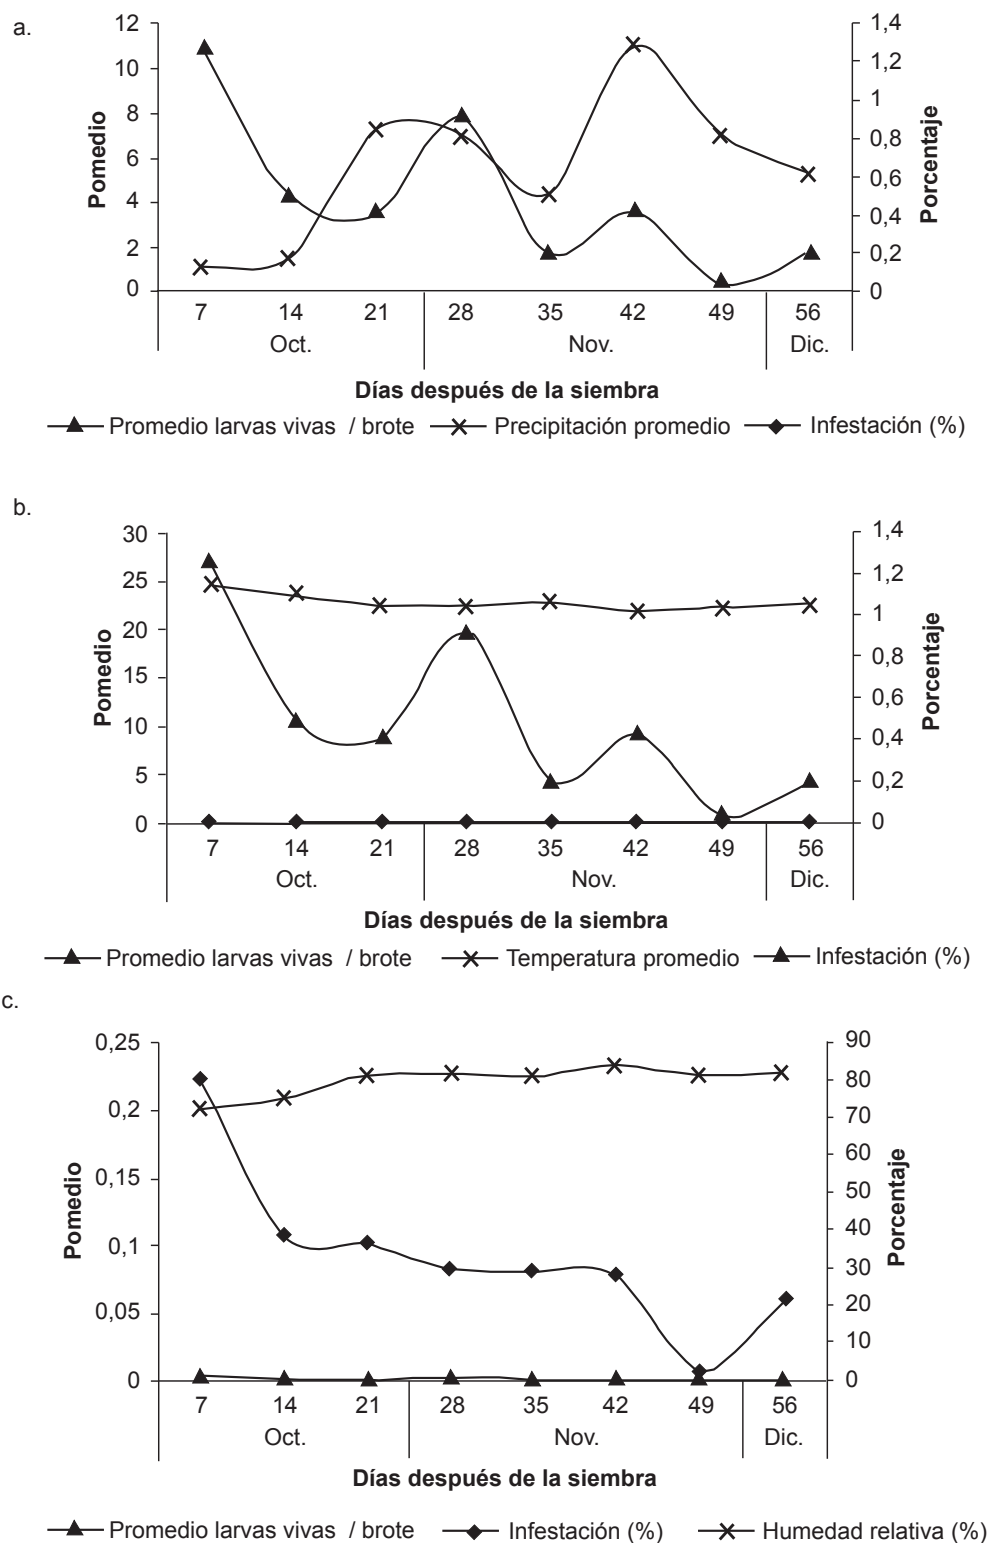 a.
12
10
8
6
4
2
0
Pomedio
1,4
1,2
1
0,8
0,6
0,4
0,2
0
Porcentaje
7 14 21 28 35 42 49 56
Oct. Nov. Dic.
Días después de la siembra
Promedio larvas vivas / brote Precipitación promedio Infestación (%)
b.
30
25
20
15
10
5
0
Pomedio
1,4
1,2
1
0,8
0,6
0,4
0,2
0
Porcentaje
7 14 21 28 35 42 49 56
Oct. Nov. Dic.
Días después de la siembra
Promedio larvas vivas / brote Temperatura promedio Infestación (%)
c.
0,25
0,2
0,15
0,1
0,05
0
Pomedio
90
80
70
60
50
40
30
20
10
0
Porcentaje
7 14 21 28 35 42 49 56
Oct. Nov. Dic.
Días después de la siembra
Promedio larvas vivas / brote Infestación (%) Humedad relativa (%)